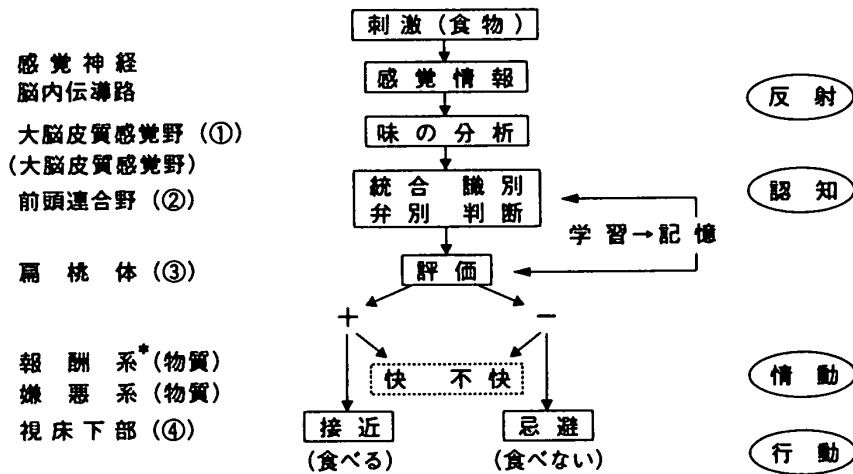 刺激(食物)
感覚神経
脳内伝導路
感覚情報
反射
大脳皮質感覚野(①)
味の分析
(大脳皮質感覚野)
前頭連合野(②)
統合 識別
弁別 判断
認知
学習→記憶
扁桃体(③)
評価
+ −
報酬系*(物質)
嫌悪系(物質)
快 不快
情動
視床下部(④)
接近 忌避
(食べる) (食べない)
行動